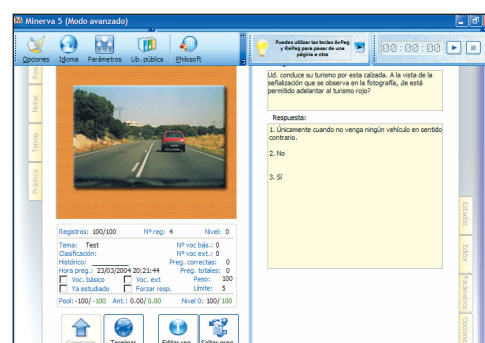 Minerva 5 (Modo avanzado)
Opciones Idioma Parámetros Lib. pública Philosoft
Puedes utilizar las teclas AvPag
y RePag para pasar de una
página a otra
00:00:00
Notas
Temas
Práctica
Registros: 100/100 Nº reg: 4 Nivel: 0
Tema: Test Nº voc bás.: 0
Clasificación: Nº voc ext.: 0
Histórico: Preg. correctas: 0
Hora preg.: 23/03/2004 20:21:44 Preg. totales: 0
Voc. básico Voc. ext Peso: 100
Ya estudiado Forzar resp. Límite: 5
Pool: -100/ -100 Ant.: 0.00/ 0.00 Nivel 0: 100/ 100
Comenzar Terminar Editar reg. Saltar preg.
Ud. conduce su turismo por esta calzada. A la vista de la
señalización que se observa en la fotografía, ¿le está
permitido adelantar al turismo rojo?
Respuesta:
1. Únicamente cuando no venga ningún vehículo en sentido
contrario.
2. No
3. Sí
Estadíst.
Editor
Parámetros
Opciones